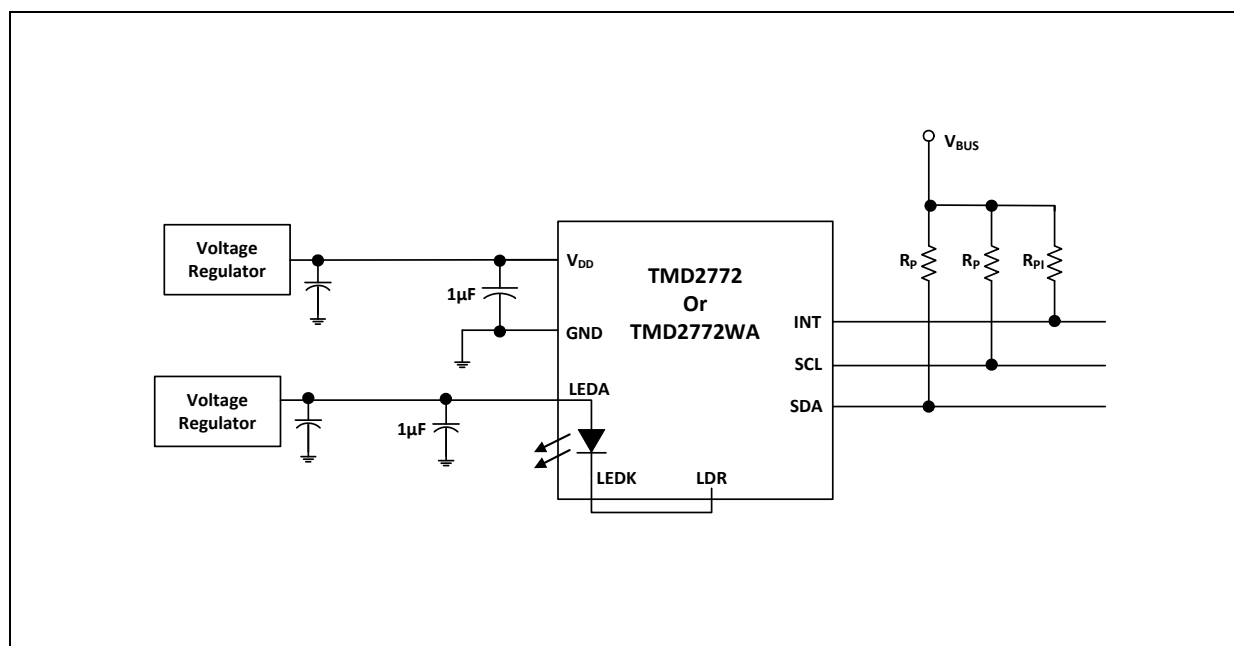 V_BUS
Voltage
Regulator
V_DD
1µF
GND
TMD2772
Or
TMD2772WA
R_P
R_P
R_PI
INT
SCL
SDA
Voltage
Regulator
LEDA
1µF
LEDK
LDR